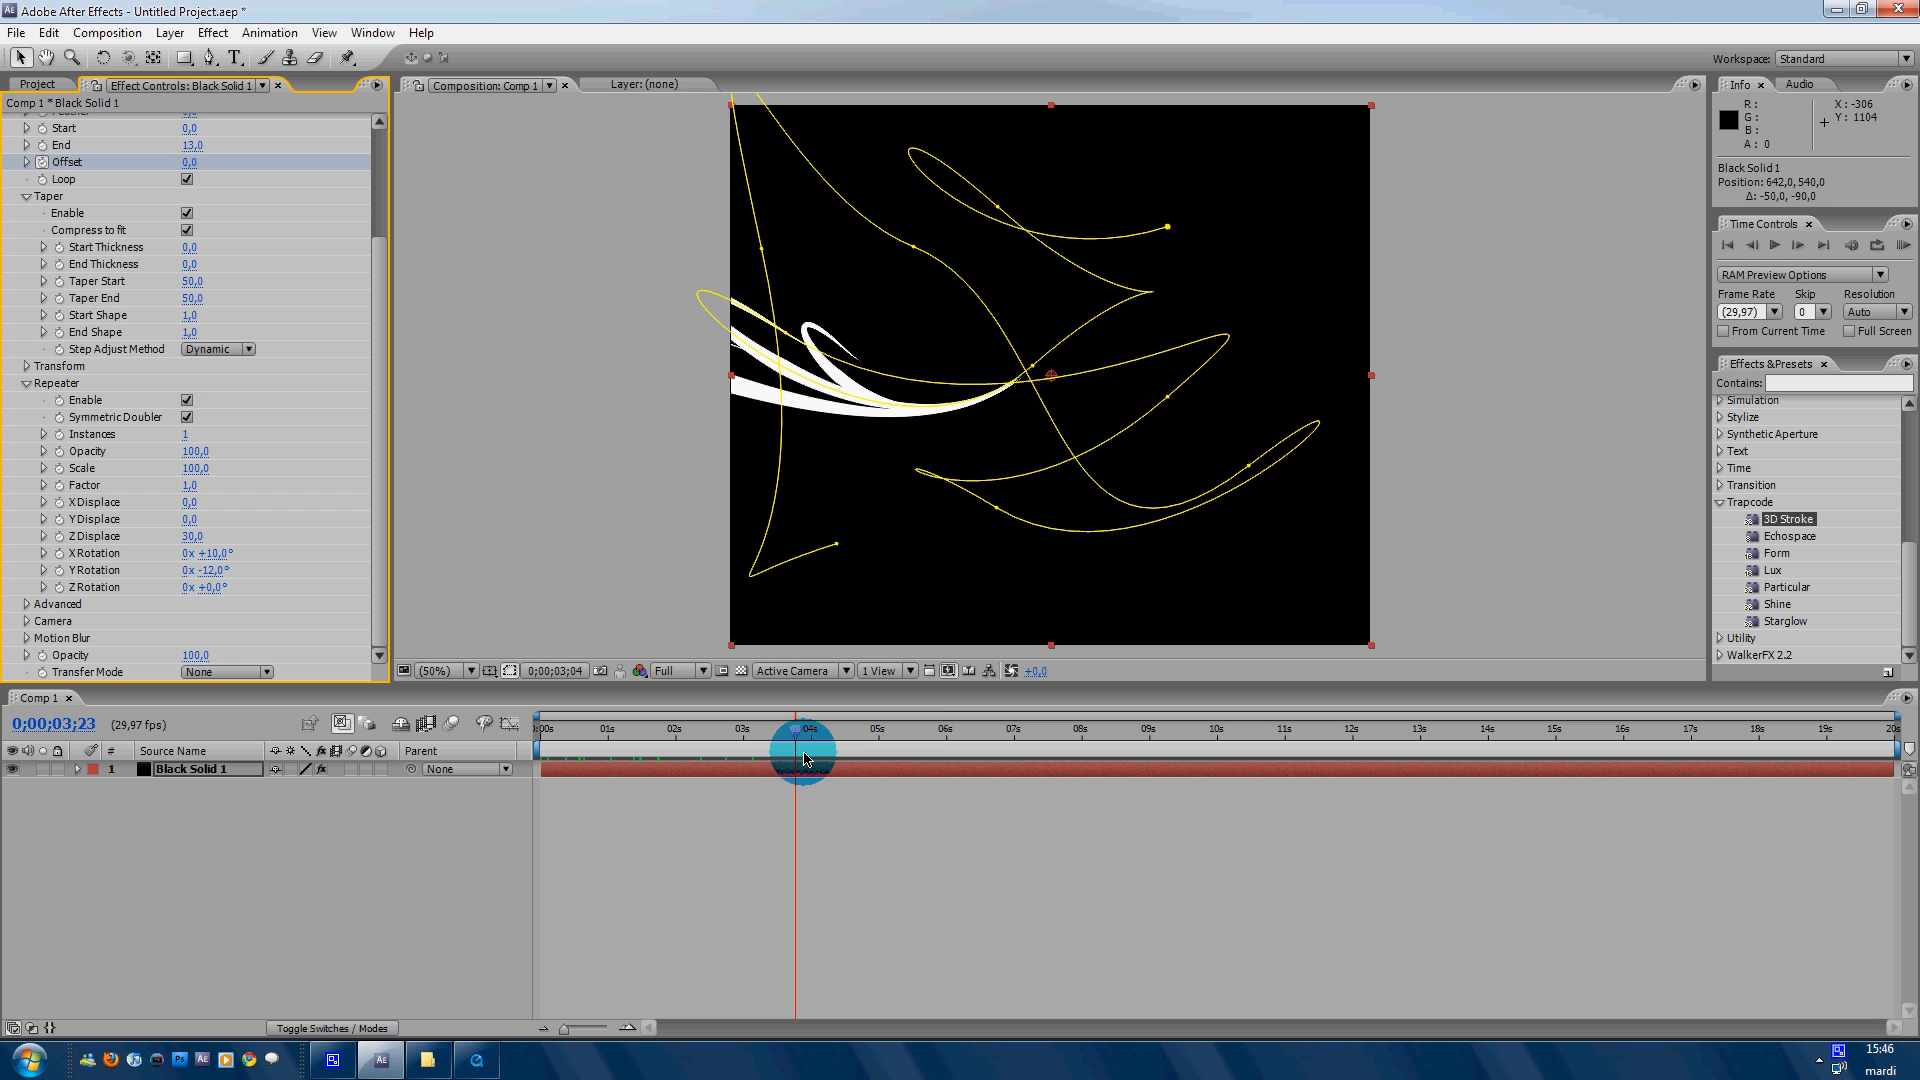 Adobe After Effects - Untitled Project.aep *
File Edit Composition Layer Effect Animation View Window Help
Workspace: Standard
Project
Effect Controls: Black Solid 1
Comp 1 * Black Solid 1
Start 0,0
End 13,0
Offset 0,0
Loop
Taper
Enable
Compress to fit
Start Thickness 0,0
End Thickness 0,0
Taper Start 50,0
Taper End 50,0
Start Shape 1,0
End Shape 1,0
Step Adjust Method Dynamic
Transform
Repeater
Enable
Symmetric Doubler
Instances 1
Opacity 100,0
Scale 100,0
Factor 1,0
X Displace 0,0
Y Displace 0,0
Z Displace 30,0
X Rotation 0x +10,0°
Y Rotation 0x -12,0°
Z Rotation 0x +0,0°
Advanced
Camera
Motion Blur
Opacity 100,0
Transfer Mode None
Composition: Comp 1
Layer: (none)
(50%) 0;00;03;04 Full Active Camera 1 View +0,0
Info Audio
R :
G :
B :
A : 0
X : -306
Y : 1104
Black Solid 1
Position: 642,0, 540,0
Δ: -50,0, -90,0
Time Controls
RAM Preview Options
Frame Rate Skip Resolution
(29,97) 0 Auto
From Current Time Full Screen
Effects & Presets
Contains:
Simulation
Stylize
Synthetic Aperture
Text
Time
Transition
Trapcode
3D Stroke
Echospace
Form
Lux
Particular
Shine
Starglow
Utility
WalkerFX 2.2
Comp 1
0;00;03;23 (29,97 fps)
:00s 01s 02s 03s 04s 05s 06s 07s 08s 09s 10s 11s 12s 13s 14s 15s 16s 17s 18s 19s 20s
# Source Name fx Parent
1 Black Solid 1 fx None
Toggle Switches / Modes
Ps AE
AE
15:46
mardi